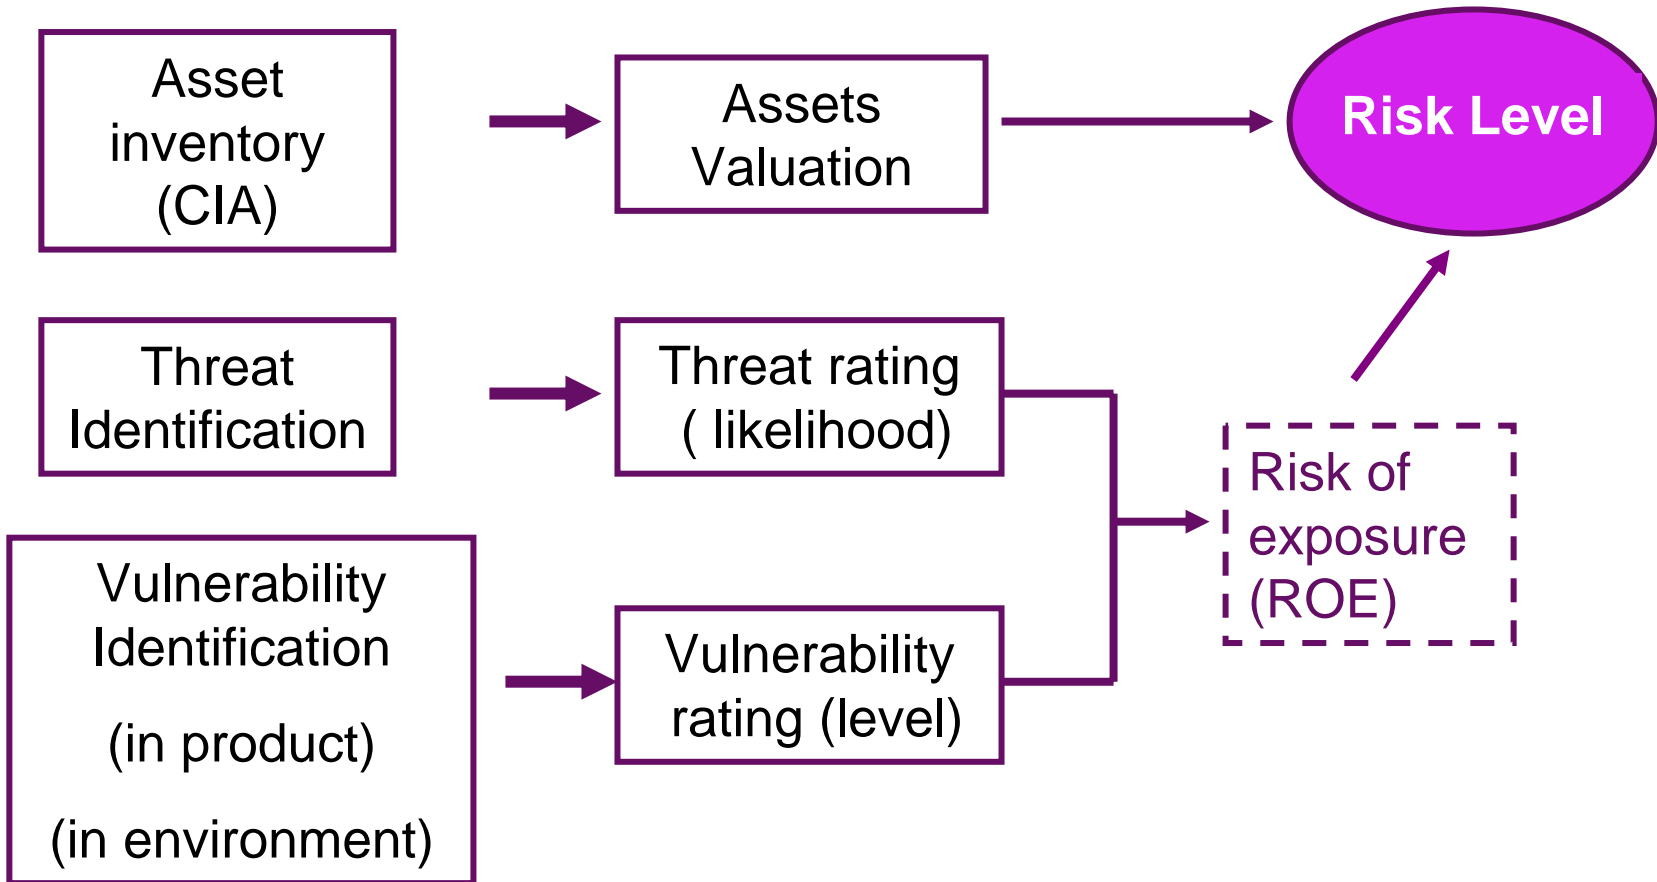 Asset
inventory
(CIA)
Assets
Valuation
Risk Level
Threat
Identification
Threat rating
( likelihood)
Risk of
exposure
(ROE)
Vulnerability
Identification
(in product)
(in environment)
Vulnerability
rating (level)